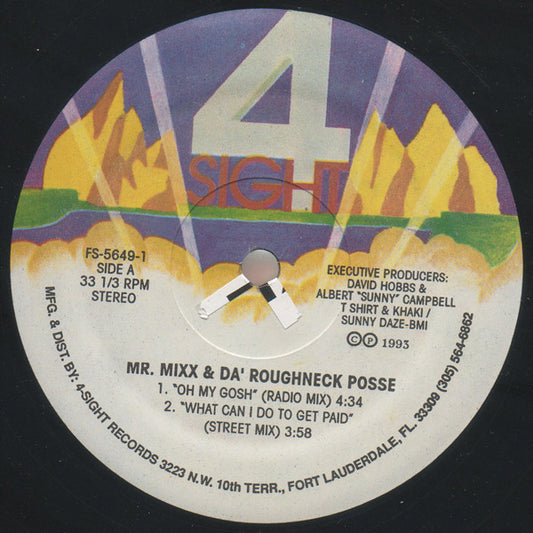 4
SIGHT
FS-5649-1
SIDE A
33 1/3 RPM
STEREO
EXECUTIVE PRODUCERS:
DAVID HOBBS &
ALBERT "SUNNY" CAMPBELL
T SHIRT & KHAKI /
SUNNY DAZE-BMI
© ℗ 1993
MR. MIXX & DA' ROUGHNECK POSSE
1. "OH MY GOSH" (RADIO MIX) 4:34
2. "WHAT CAN I DO TO GET PAID"
(STREET MIX) 3:58
MFG. & DIST. BY: 4-SIGHT RECORDS 3223 N.W. 10th TERR., FORT LAUDERDALE, FL. 33309 (305) 564-6862